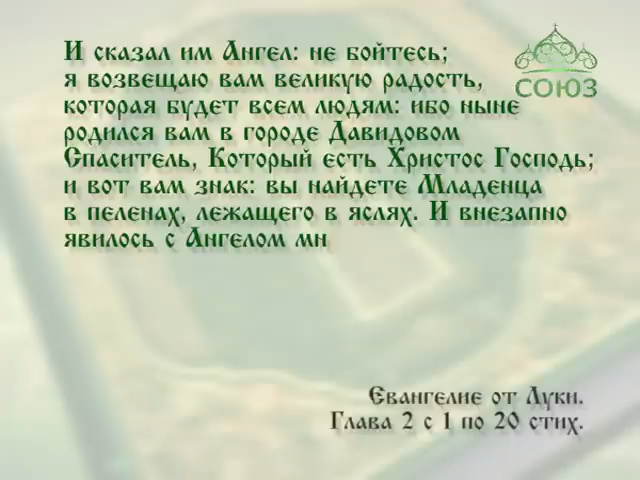 И сказал им Ангел: не бойтесь;
я возвещаю вам великую радость,
которая будет всем людям: ибо ныне
родился вам в городе Давидовом
Спаситель, Который есть Христос Господь;
и вот вам знак: вы найдете Младенца
в пеленах, лежащего в яслях. И внезапно
явилось с Ангелом мн
СОЮЗ
Евангелие от Луки.
Глава 2 с 1 по 20 стих.